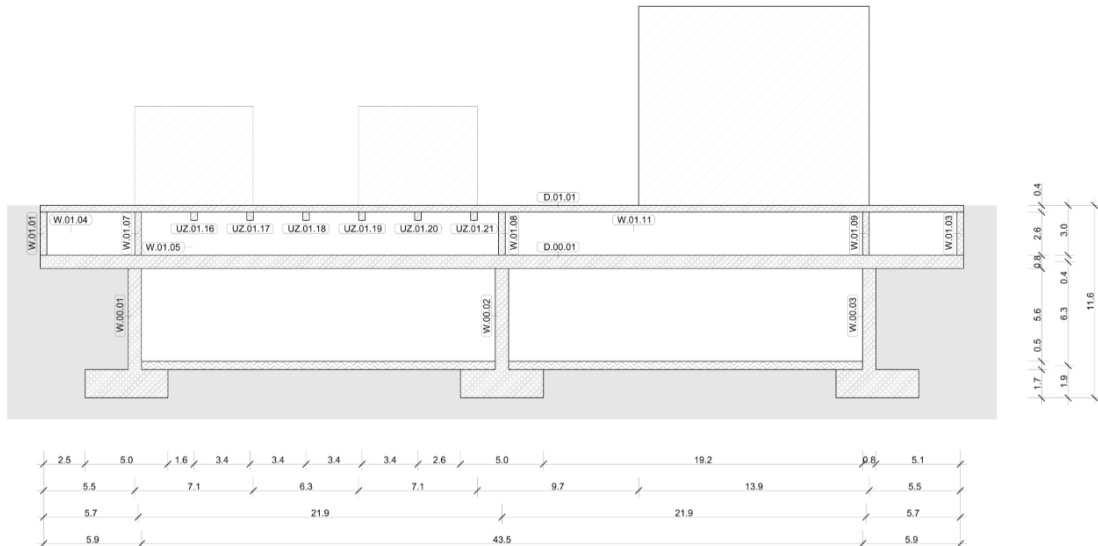 D.01.01
W.01.01
W.01.04
W.01.07
UZ.01.16
UZ.01.17
UZ.01.18
UZ.01.19
UZ.01.20
UZ.01.21
W.01.08
W.01.11
W.01.09
W.01.03
W.01.05
D.00.01
W.00.01
W.00.02
W.00.03
0.4
2.6
0.8
5.6
0.5
1.7
3.0
0.4
6.3
1.9
11.6
2.5 5.0 1.6 3.4 3.4 3.4 3.4 2.6 5.0 19.2 0.8 5.1
5.5 7.1 6.3 7.1 9.7 13.9 5.5
5.7 21.9 21.9 5.7
5.9 43.5 5.9